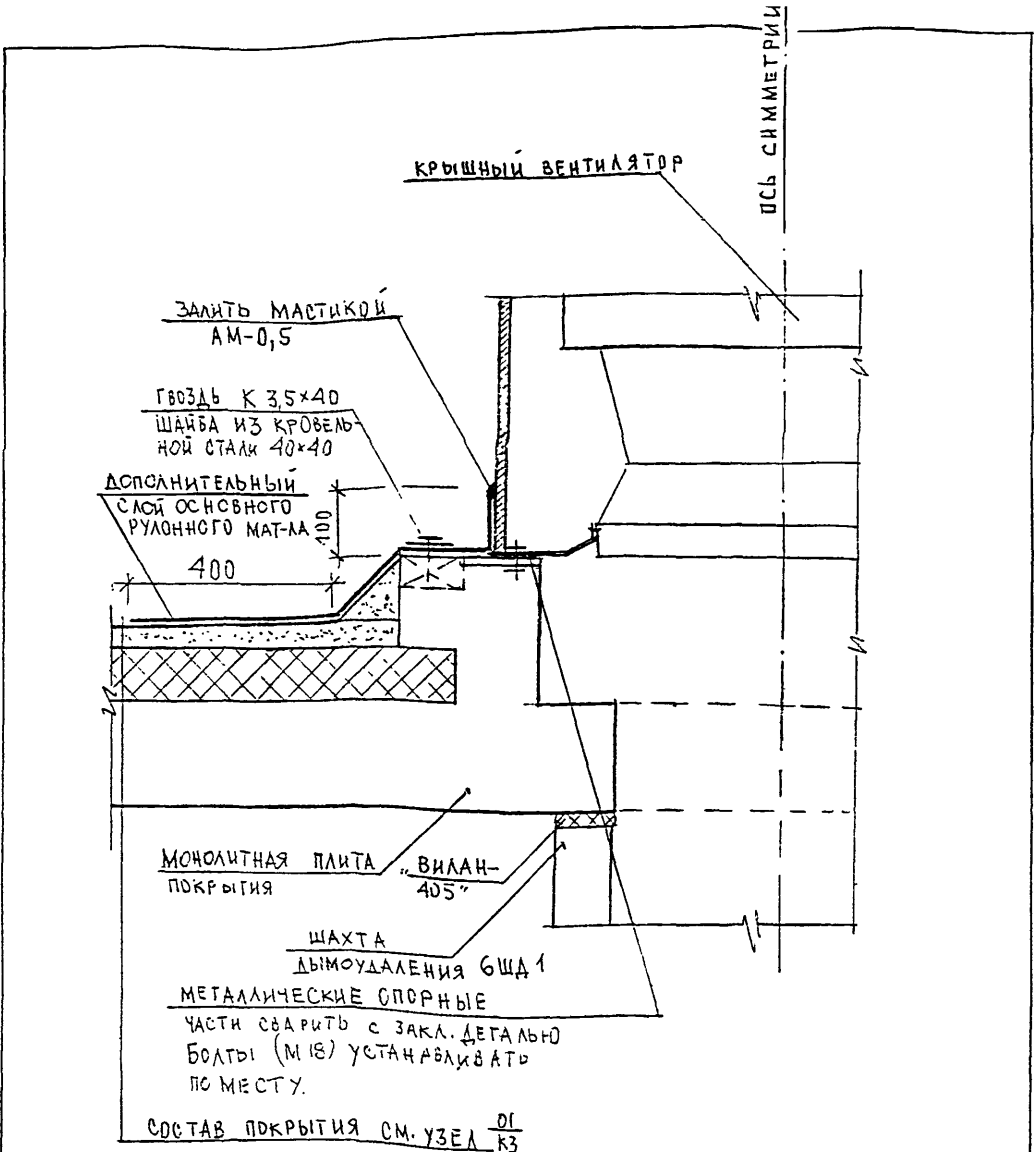 ОСЬ СИММЕТРИИ
КРЫШНЫЙ ВЕНТИЛЯТОР
ЗАЛИТЬ МАСТИКОЙ
АМ-0,5
ГВОЗДЬ К 3,5×40
ШАЙБА ИЗ КРОВЕЛЬ-
НОЙ СТАЛИ 40×40
ДОПОЛНИТЕЛЬНЫЙ
СЛОЙ ОСНОВНОГО
РУЛОННОГО МАТ-ЛА
100
400
МОНОЛИТНАЯ ПЛИТА
ПОКРЫТИЯ
"ВИЛАН-
405"
ШАХТА
ДЫМОУДАЛЕНИЯ 6ШД1
МЕТАЛЛИЧЕСКИЕ ОПОРНЫЕ
ЧАСТИ СВАРИТЬ С ЗАКЛ. ДЕТАЛЬЮ
БОЛТЫ (М18) УСТАНАВЛИВАТЬ
ПО МЕСТУ.
СОСТАВ ПОКРЫТИЯ СМ. УЗЕЛ 01
К3